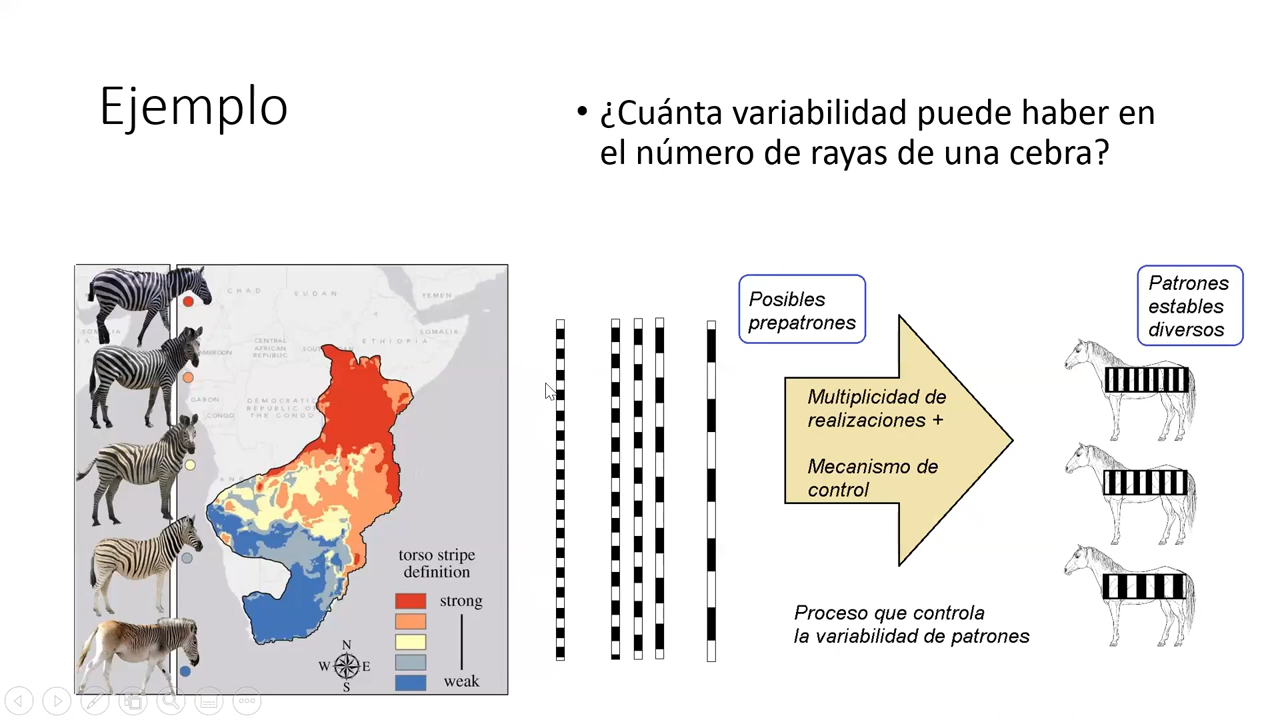 Ejemplo
• ¿Cuánta variabilidad puede haber en
el número de rayas de una cebra?
CHAD
SUDAN
YEMEN
SOMALIA
ETHIOPIA
CENTRAL
AFRICAN
REPUBLIC
GABON
CONGO
DEMOCRATIC
REPUBLIC OF
THE CONGO
torso stripe
definition
strong
weak
N
W E
S
Posibles
prepatrones
Multiplicidad de
realizaciones +
Mecanismo de
control
Proceso que controla
la variabilidad de patrones
Patrones
estables
diversos